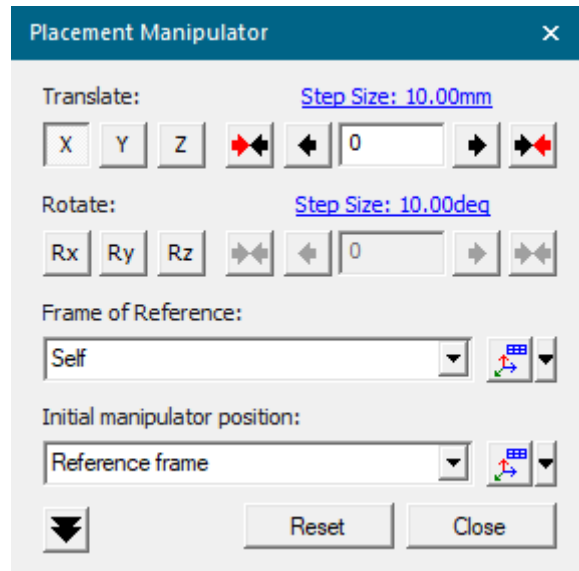 Placement Manipulator
Translate: Step Size: 10.00mm
X Y Z 0
Rotate: Step Size: 10.00deg
Rx Ry Rz 0
Frame of Reference:
Self
Initial manipulator position:
Reference frame
Reset Close